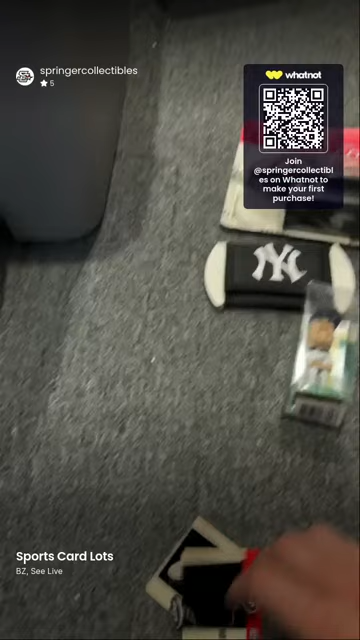 springercollectibles
5
whatnot
Join
@springercollectibl
es on Whatnot to
make your first
purchase!
NY
Sports Card Lots
BZ, See Live